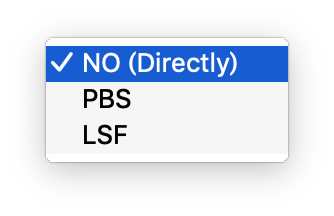 NO (Directly)
PBS
LSF